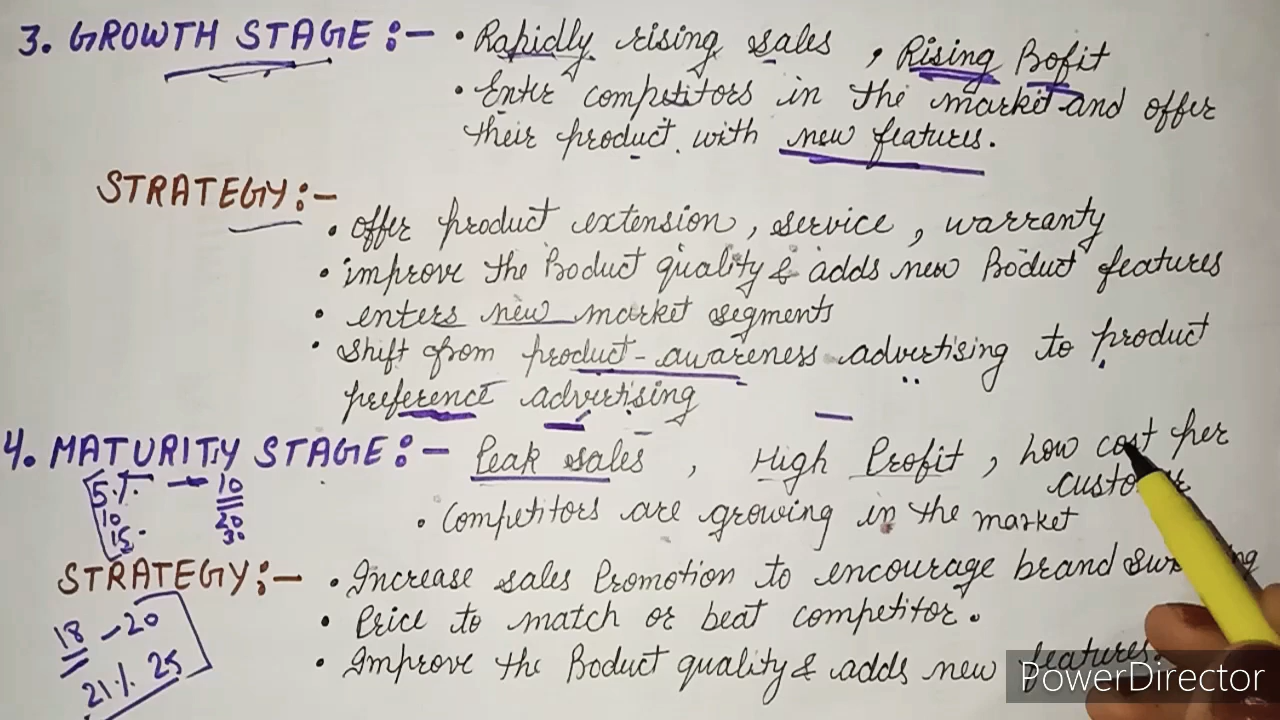 3. GROWTH STAGE :- • Rapidly rising sales , Rising Profit
• Enter competitors in the market and offer
their product with new features.
STRATEGY :-
• offer product extension, service, warranty
• improve the Product quality & adds new Product features
• enters new market segments
• shift from product-awareness advertising to product
preference advertising
4. MATURITY STAGE :- Peak sales , High Profit , Low cost per
customer
5% - 10
10 20
15 30
• Competitors are growing in the market
STRATEGY :- • Increase sales Promotion to encourage brand
18 - 20
• Price to match or beat competitor.
21% 25
• Improve the Product quality & adds new features.
PowerDirector